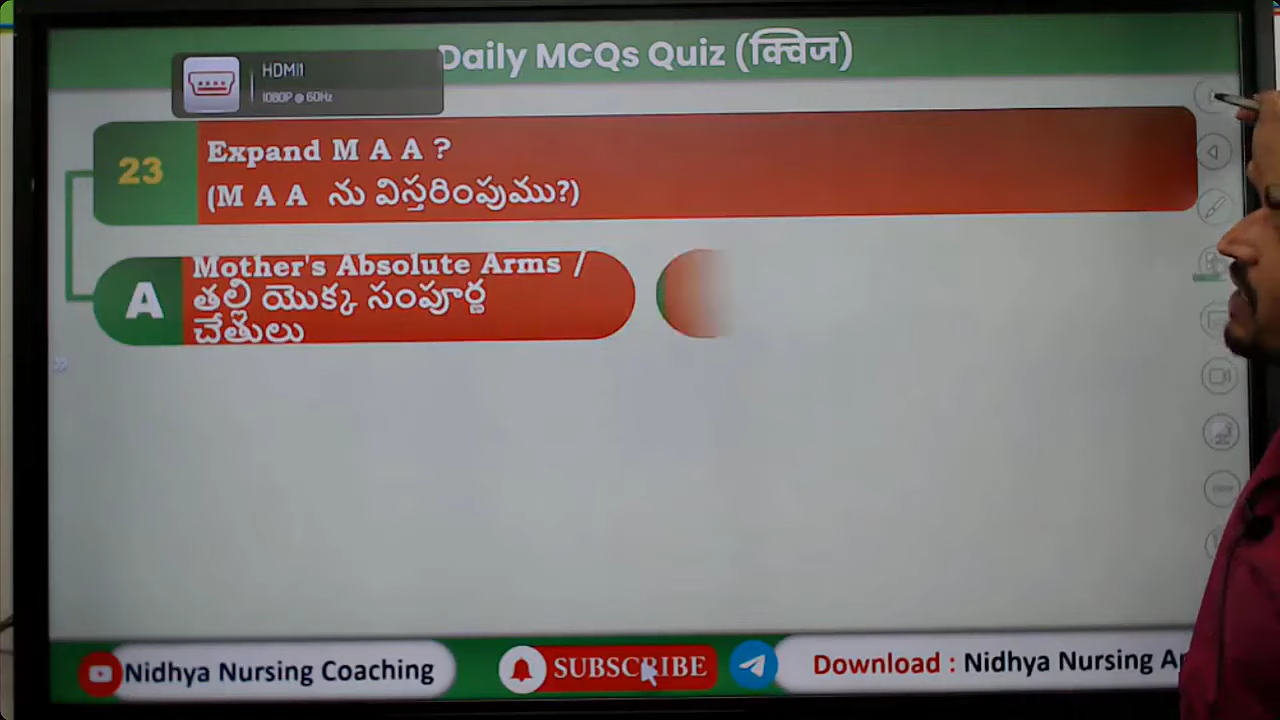 Daily MCQs Quiz (क्विज)
HDMI1
1080P @ 60Hz
23
Expand M A A ?
(M A A ను విస్తరింపుము?)
A
Mother's Absolute Arms /
తల్లి యొక్క సంపూర్ణ
చేతులు
Nidhya Nursing Coaching
SUBSCRIBE
Download : Nidhya Nursing